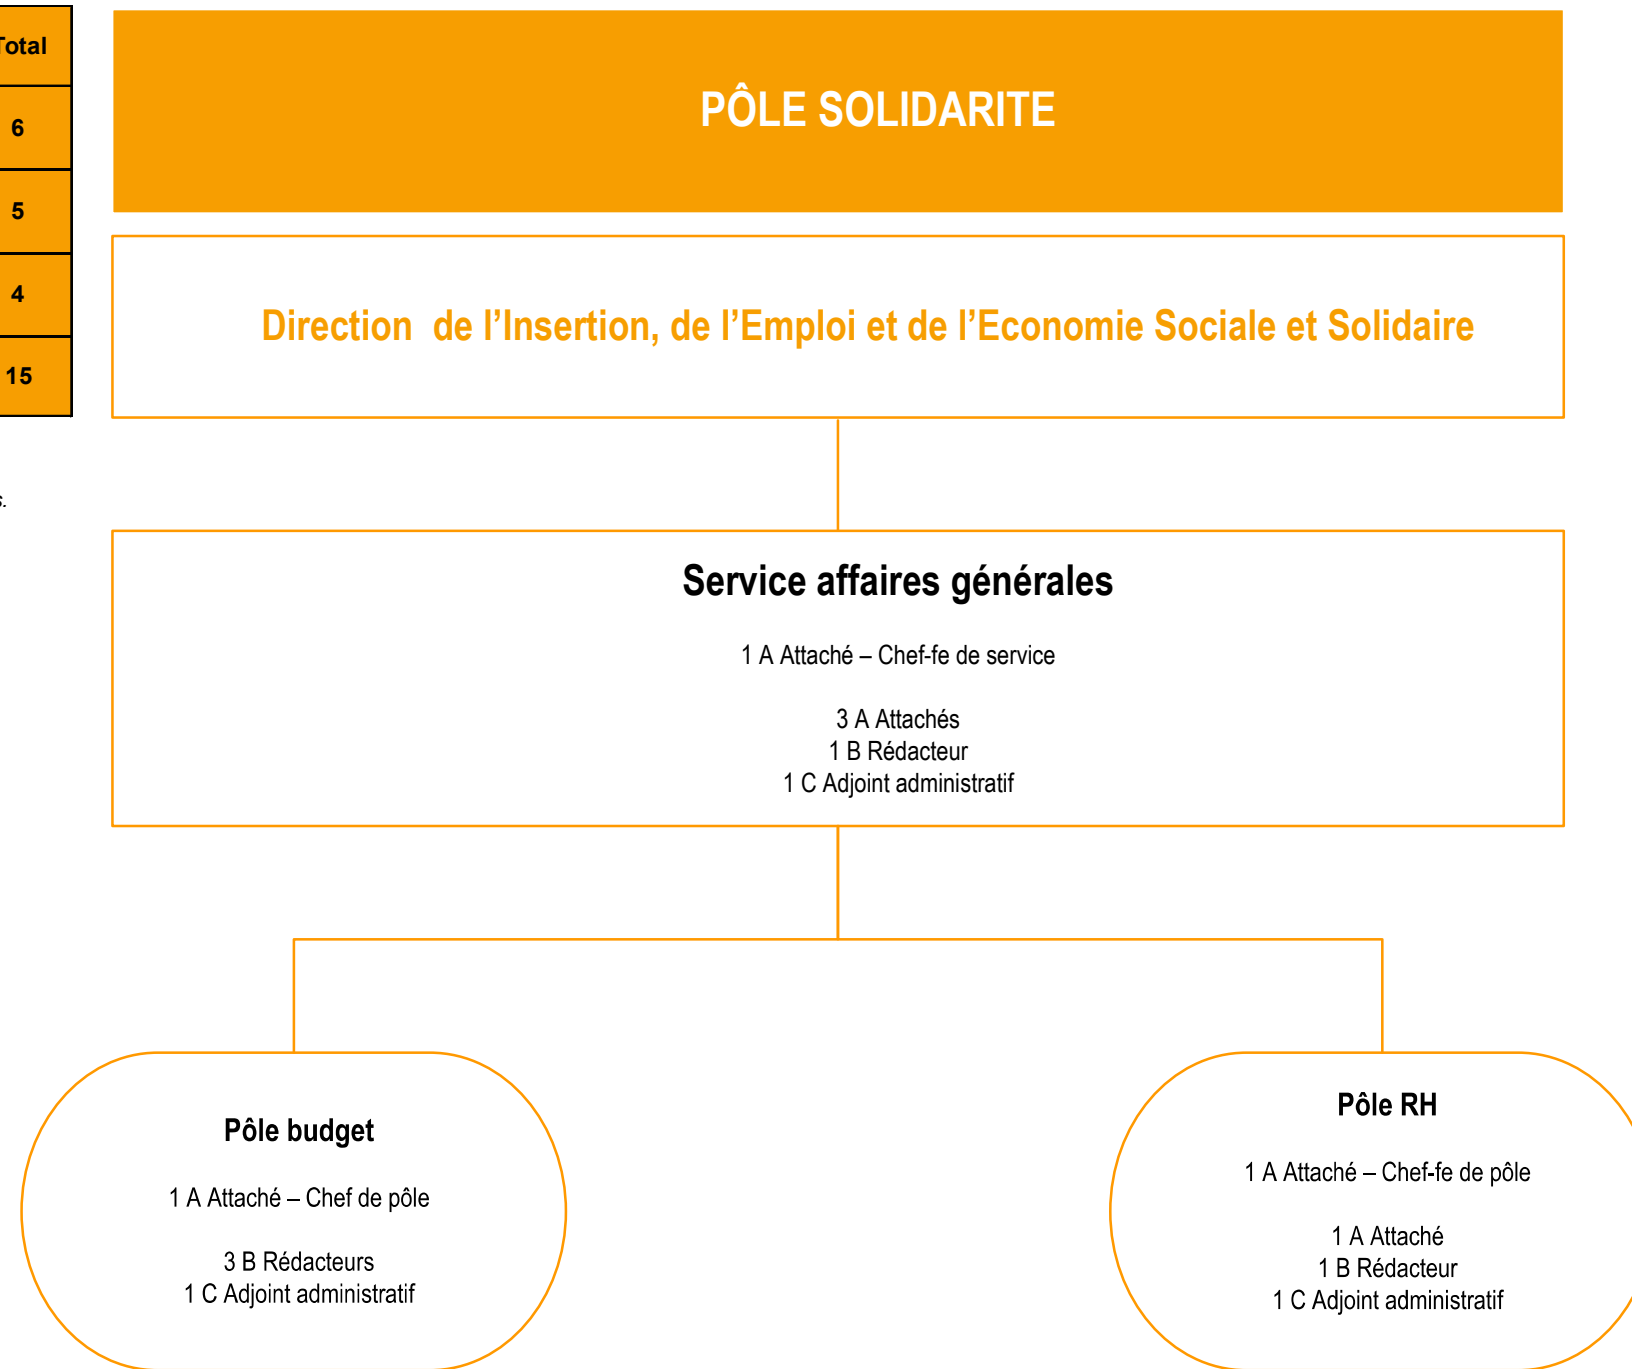 Total
6
5
4
15
s.
PÔLE SOLIDARITE
Direction  de l’Insertion, de l’Emploi et de l’Economie Sociale et Solidaire
Service affaires générales
1 A Attaché – Chef-fe de service
3 A Attachés
1 B Rédacteur
1 C Adjoint administratif
Pôle budget
1 A Attaché – Chef de pôle
3 B Rédacteurs
1 C Adjoint administratif
Pôle RH
1 A Attaché – Chef-fe de pôle
1 A Attaché
1 B Rédacteur
1 C Adjoint administratif